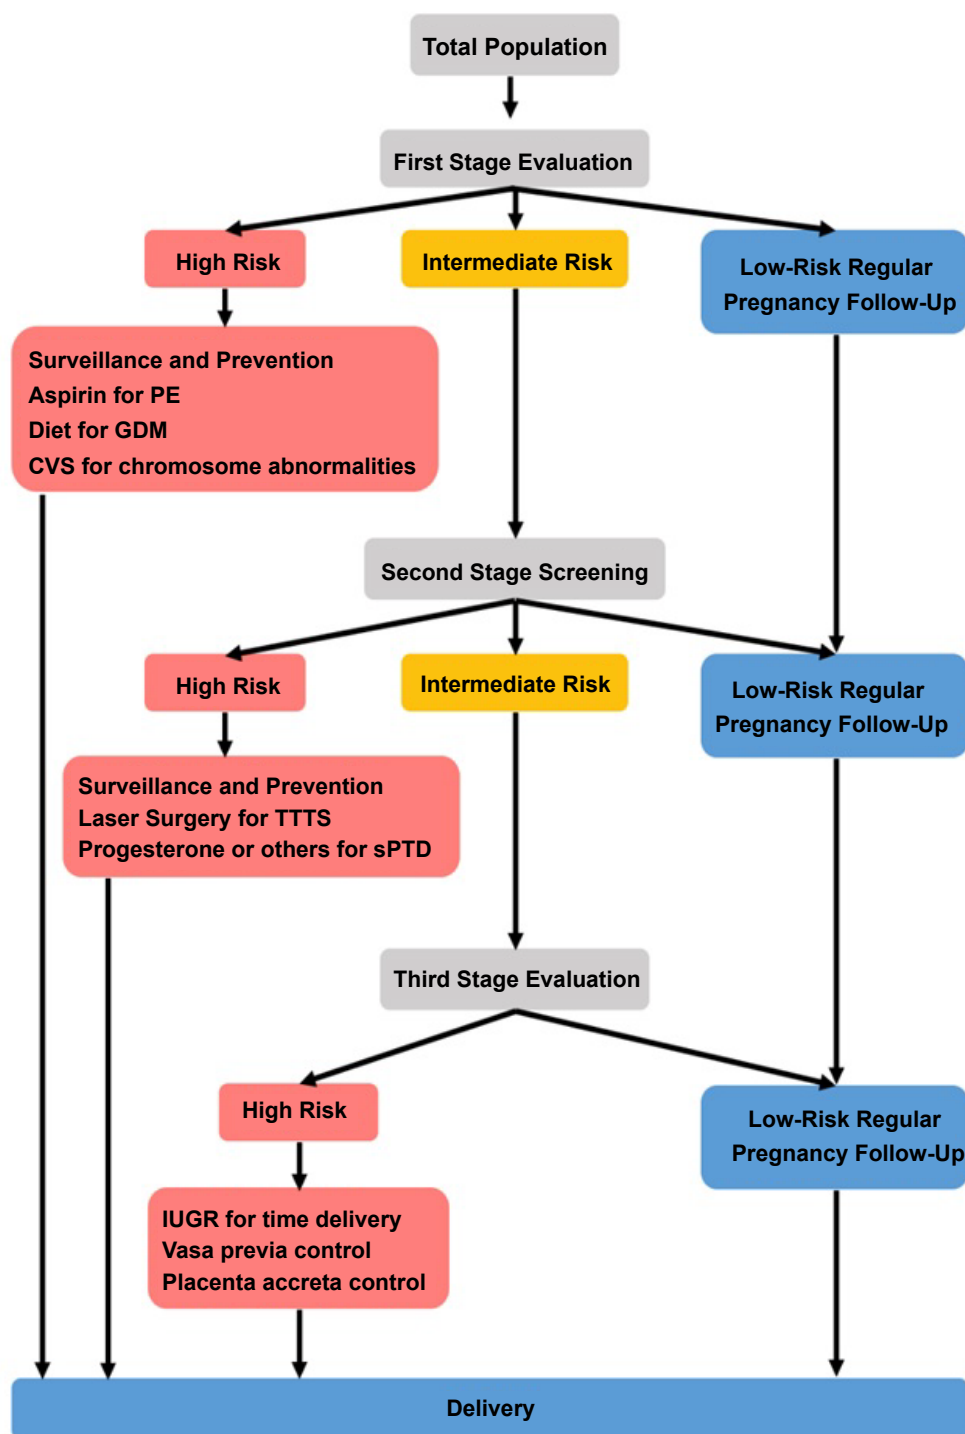 Total Population
First Stage Evaluation
High Risk
Intermediate Risk
Low-Risk Regular
Pregnancy Follow-Up
Surveillance and Prevention
Aspirin for PE
Diet for GDM
CVS for chromosome abnormalities
Second Stage Screening
High Risk
Intermediate Risk
Low-Risk Regular
Pregnancy Follow-Up
Surveillance and Prevention
Laser Surgery for TTTS
Progesterone or others for sPTD
Third Stage Evaluation
High Risk
Low-Risk Regular
Pregnancy Follow-Up
IUGR for time delivery
Vasa previa control
Placenta accreta control
Delivery